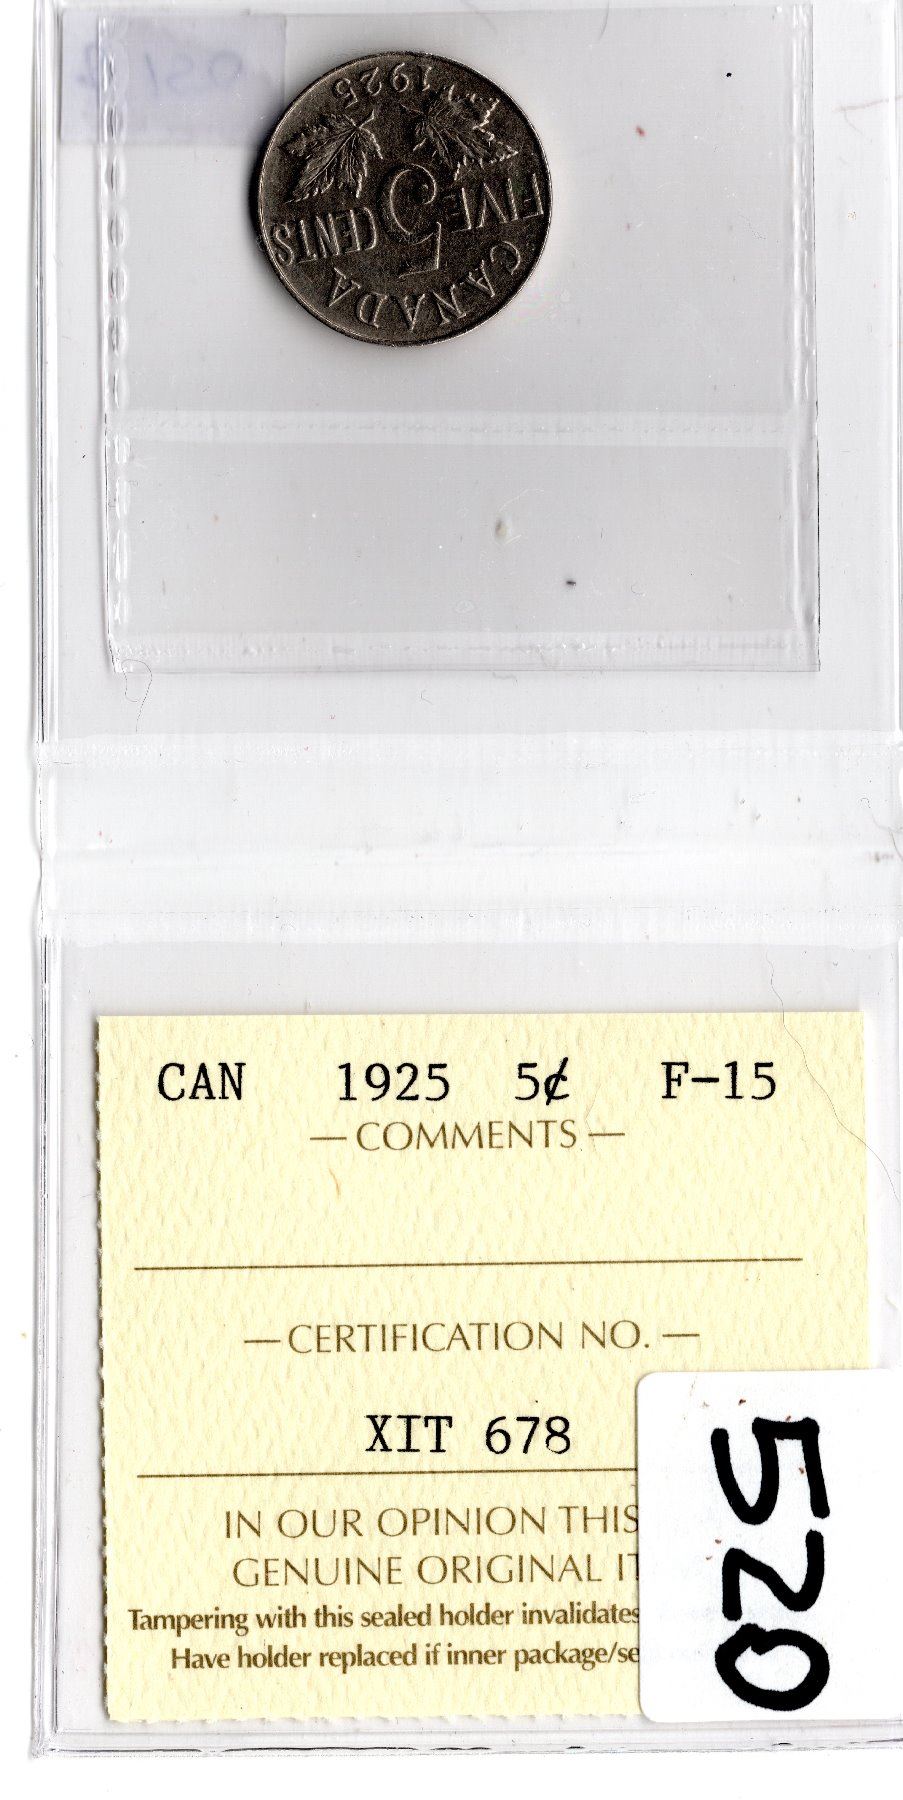 1925
FIVE 5 CENTS
CANADA
CAN 1925 5¢ F-15
— COMMENTS —
— CERTIFICATION NO. —
XIT 678
IN OUR OPINION THIS
GENUINE ORIGINAL IT
Tampering with this sealed holder invalidates
Have holder replaced if inner package/se
520